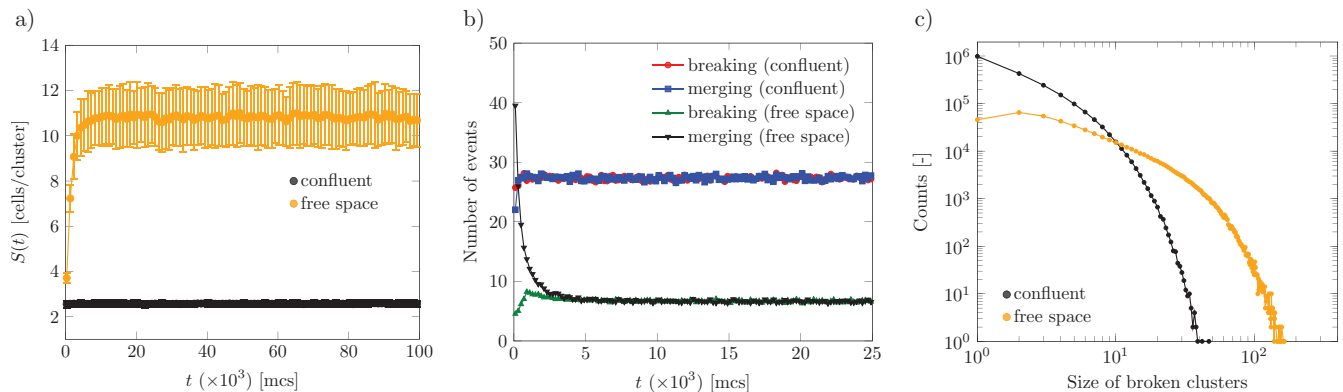 a)
S(t) [cells/cluster]
14
12
10
8
6
4
2
confluent
free space
0 20 40 60 80 100
t (×10³) [mcs]
b)
Number of events
50
40
30
20
10
0
breaking (confluent)
merging (confluent)
breaking (free space)
merging (free space)
0 5 10 15 20 25
t (×10³) [mcs]
c)
Counts [-]
10⁶
10⁵
10⁴
10³
10²
10¹
10⁰
confluent
free space
10⁰ 10¹ 10²
Size of broken clusters